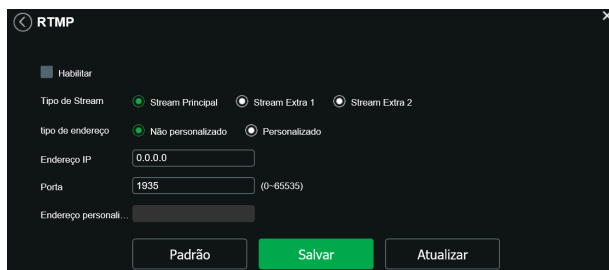 RTMP
Habilitar
Tipo de Stream Stream Principal Stream Extra 1 Stream Extra 2
tipo de endereço Não personalizado Personalizado
Endereço IP 0.0.0.0
Porta 1935 (0~65535)
Endereço personali...
Padrão Salvar Atualizar